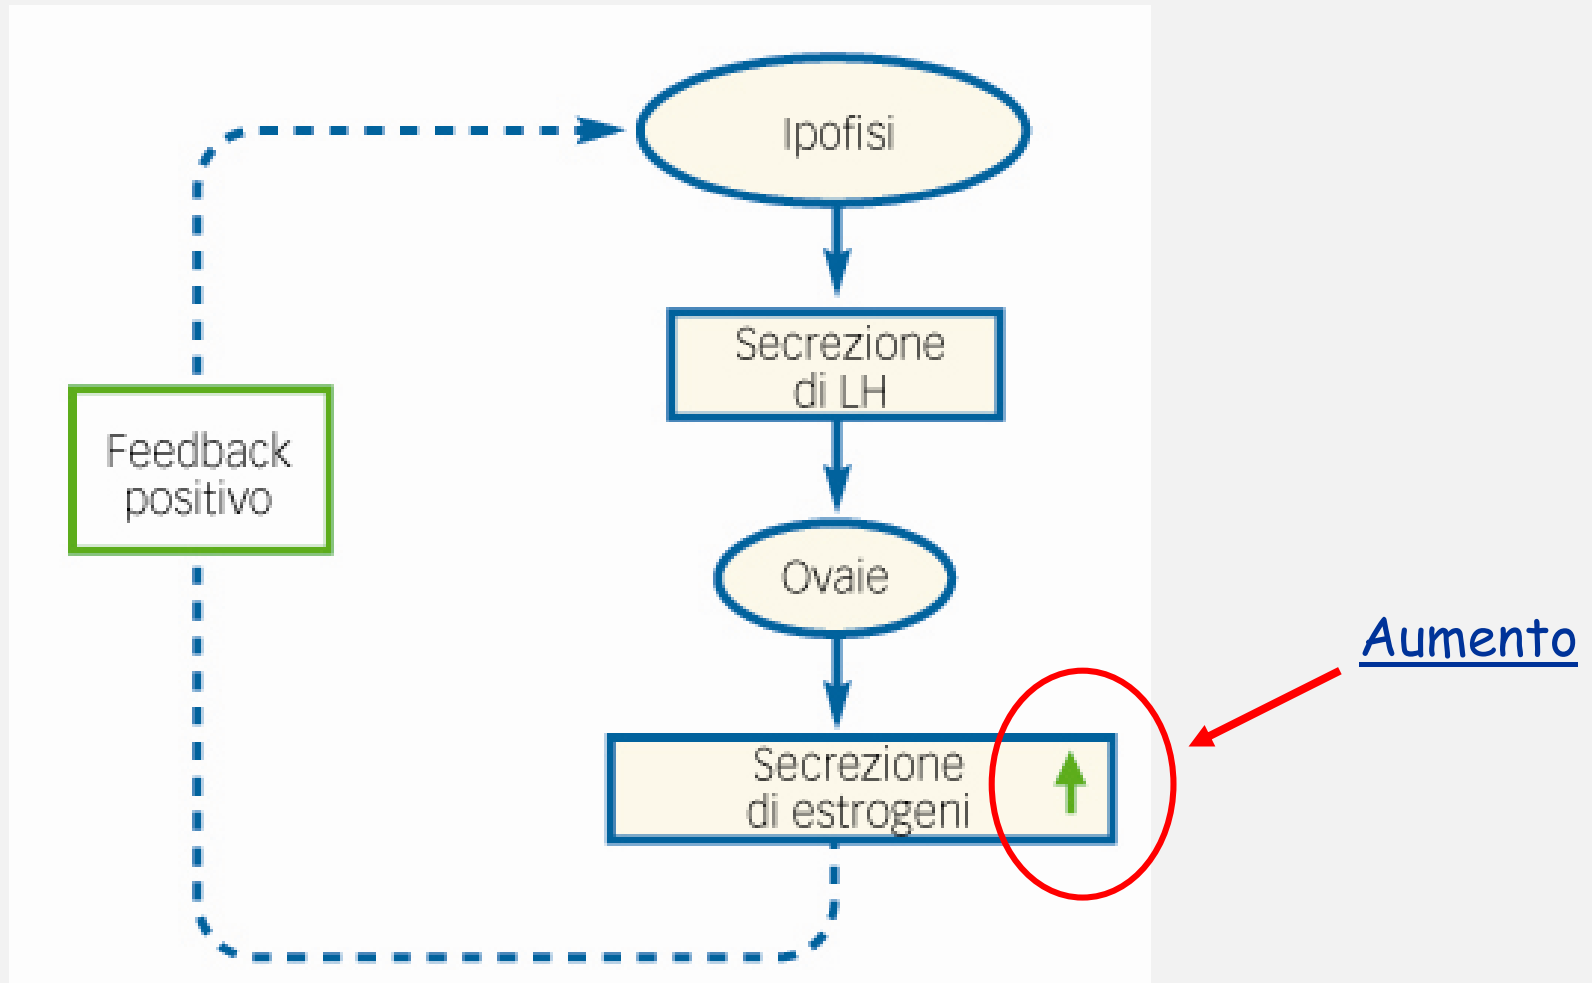 Ipofisi
Secrezione
di LH
Feedback
positivo
Ovaie
Aumento
Secrezione
di estrogeni